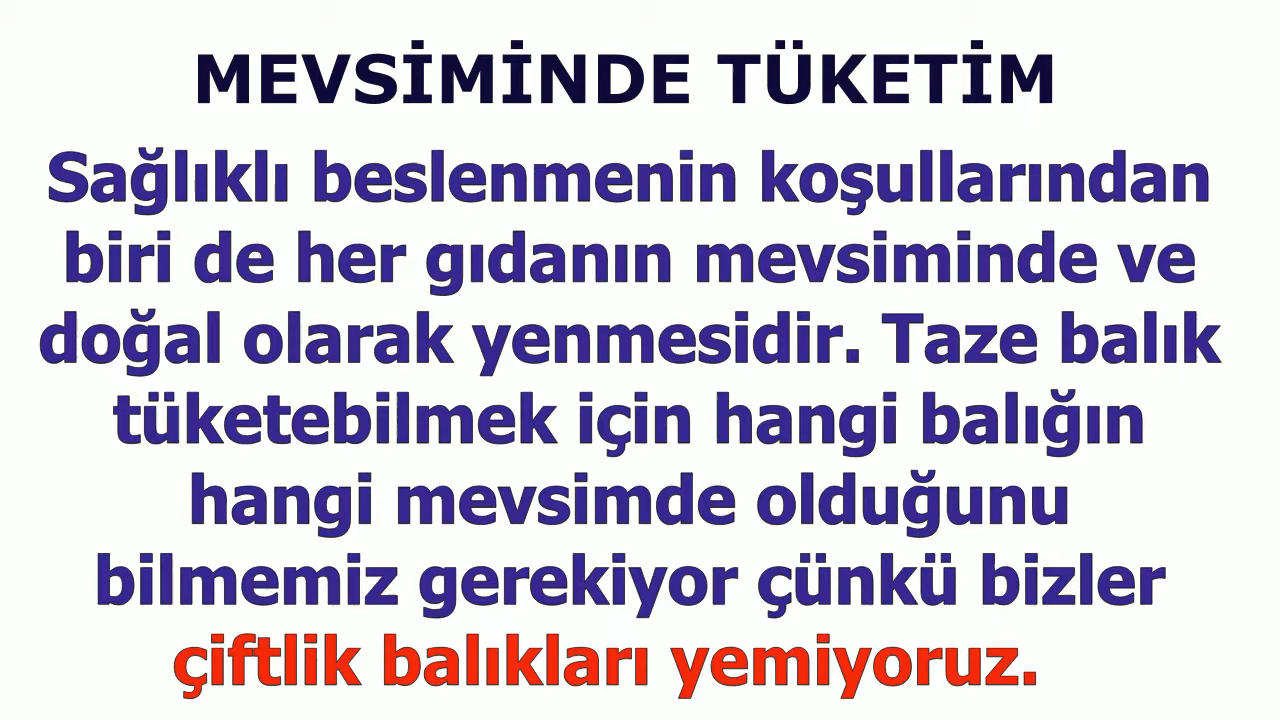 MEVSİMİNDE TÜKETİM
Sağlıklı beslenmenin koşullarından
biri de her gıdanın mevsiminde ve
doğal olarak yenmesidir. Taze balık
tüketebilmek için hangi balığın
hangi mevsimde olduğunu
bilmemiz gerekiyor çünkü bizler
çiftlik balıkları yemiyoruz.